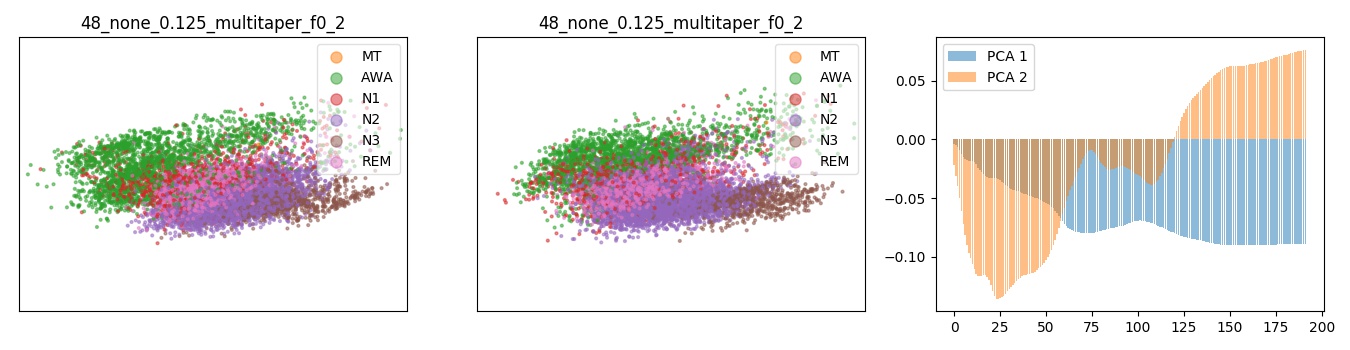 48_none_0.125_multitaper_f0_2
MT
AWA
N1
N2
N3
REM
48_none_0.125_multitaper_f0_2
MT
AWA
N1
N2
N3
REM
PCA 1
PCA 2
0.05
0.00
−0.05
−0.10
0 25 50 75 100 125 150 175 200